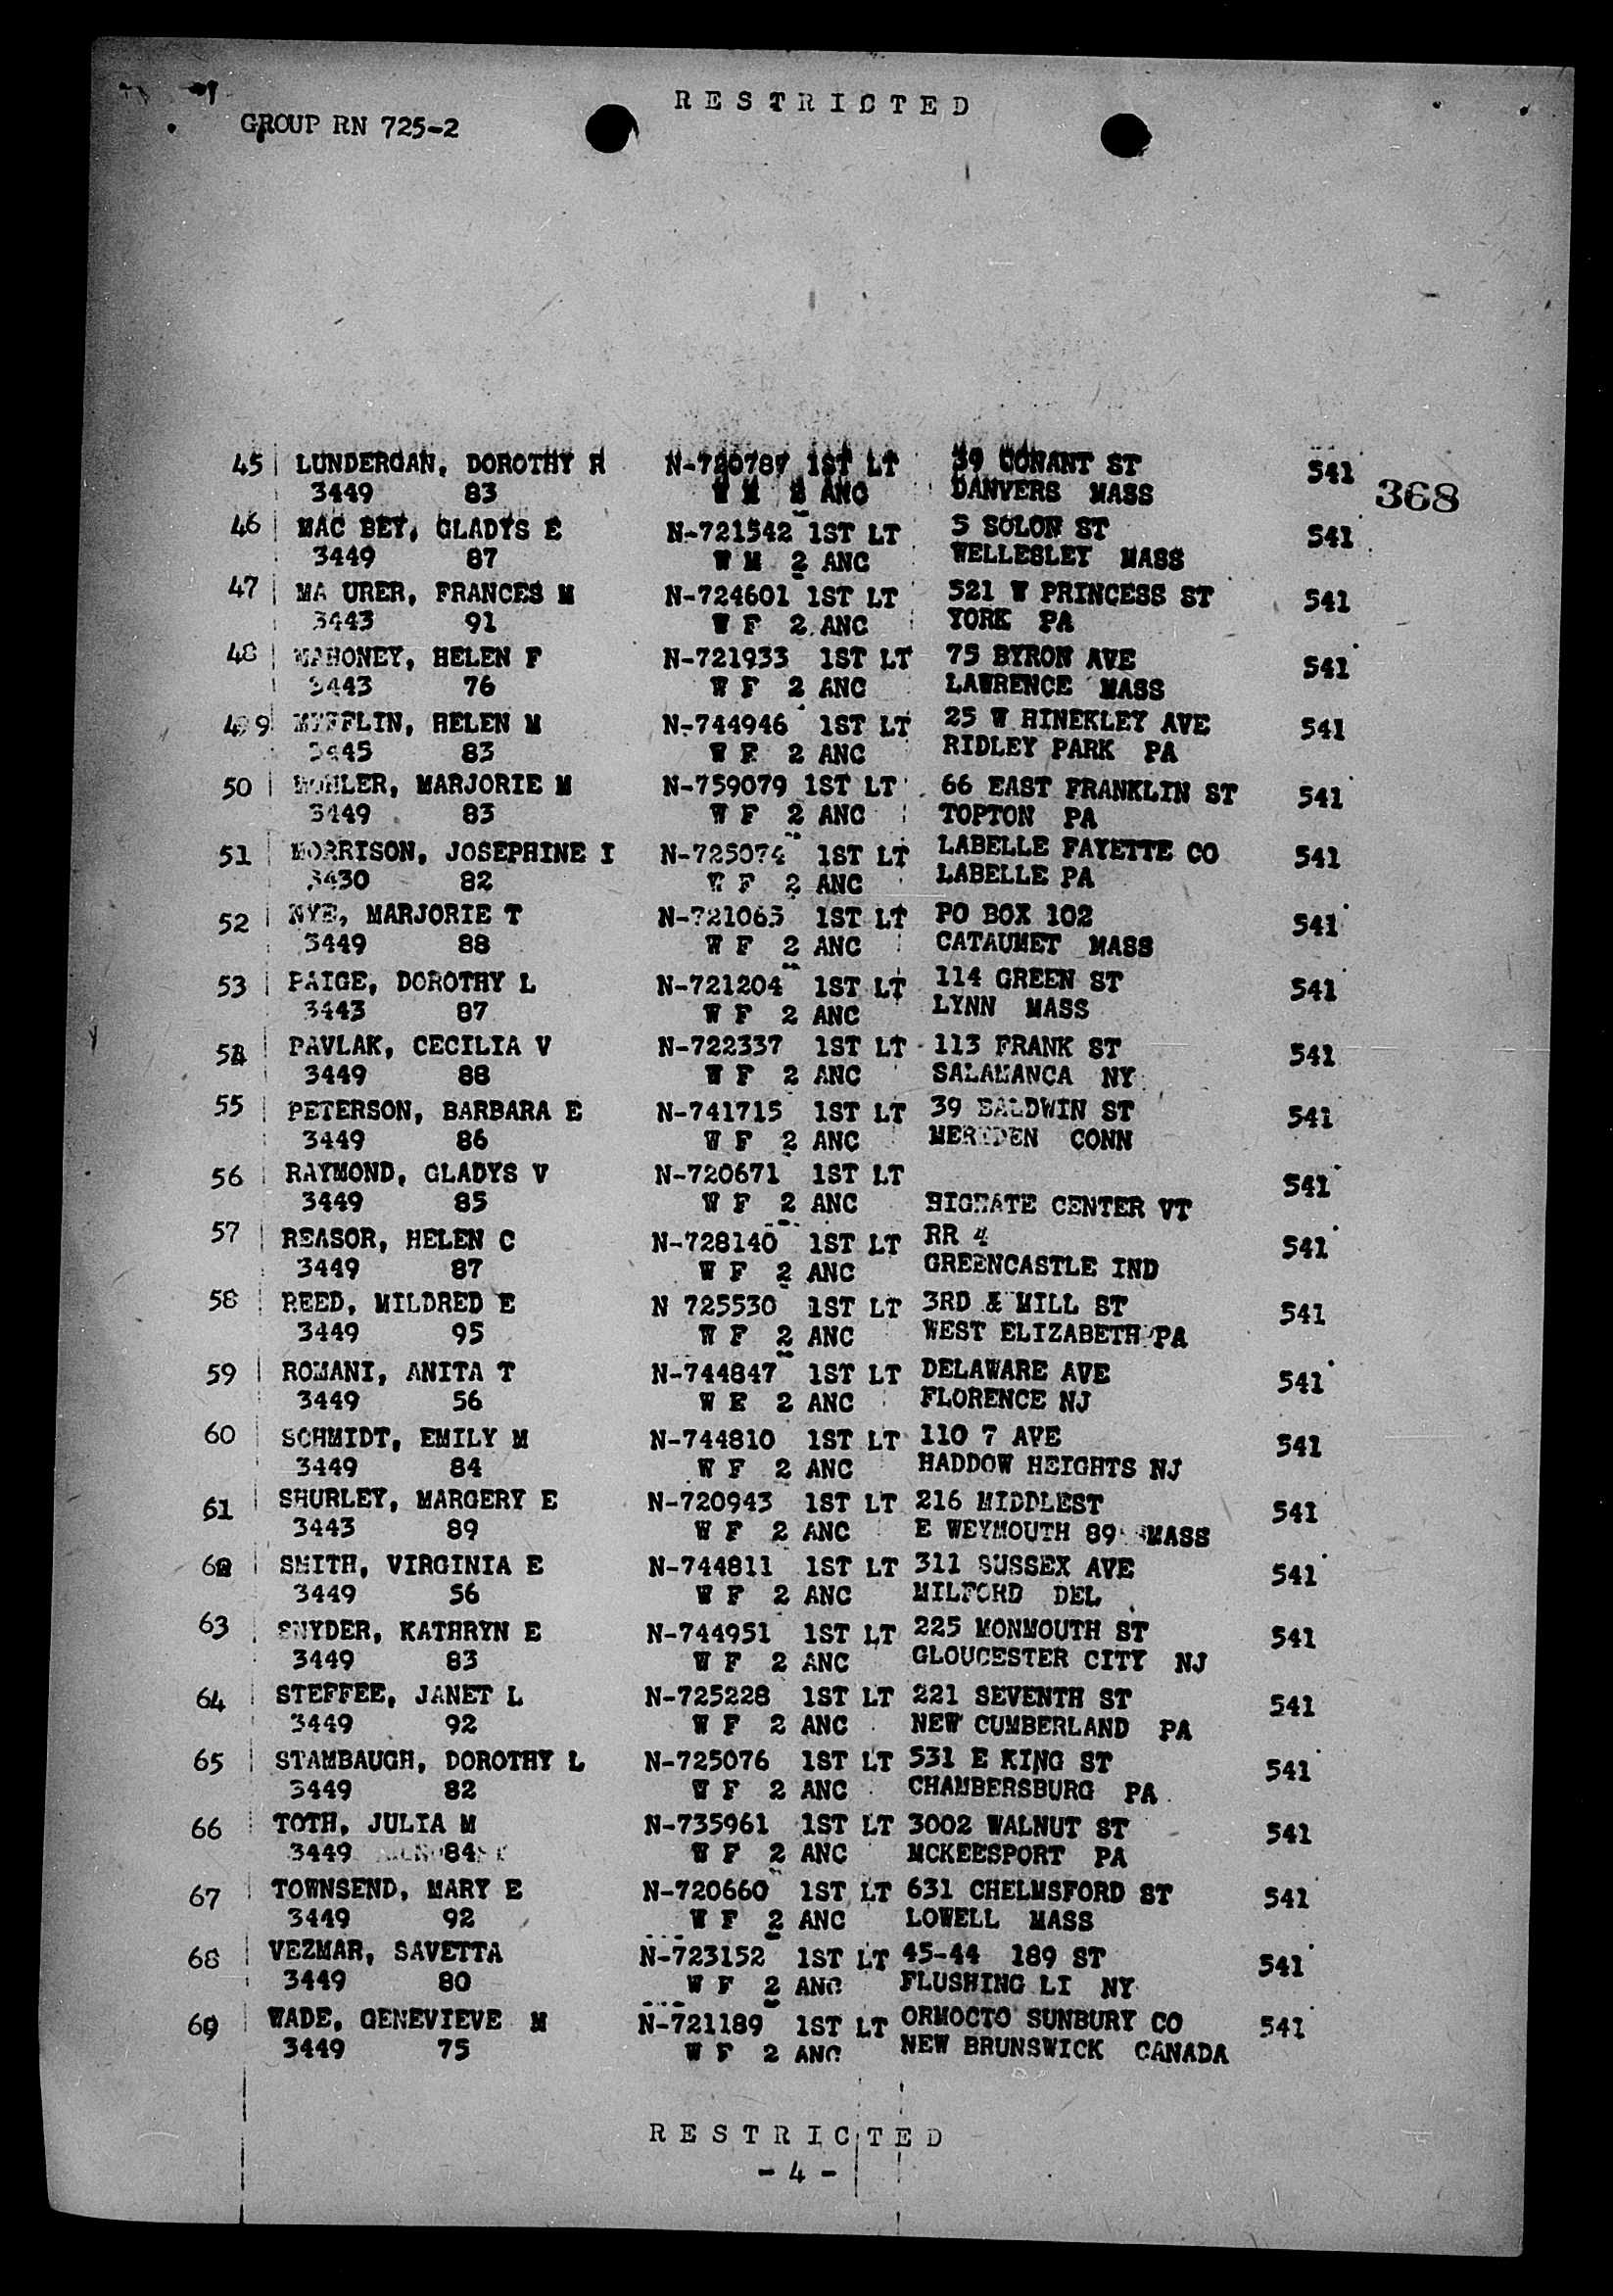 RESTRICTED
GROUP RN 725-2
45 LUNDERGAN, DOROTHY R N-720787 1ST LT 39 CONANT ST 541
3449 83 W M 2 ANC DANVERS MASS 368
46 MAC BEY, GLADYS E N-721542 1ST LT 5 SOLON ST 541
3449 87 W M 2 ANC WELLESLEY MASS
47 MA URER, FRANCES M N-724601 1ST LT 521 W PRINCESS ST 541
3443 91 W F 2 ANC YORK PA
48 MAHONEY, HELEN F N-721933 1ST LT 75 BYRON AVE 541
3443 76 W F 2 ANC LAWRENCE MASS
49 MIFFLIN, HELEN M N-744946 1ST LT 25 W HINEKLEY AVE 541
3445 83 W F 2 ANC RIDLEY PARK PA
50 MARJORIE M N-759079 1ST LT 66 EAST FRANKLIN ST 541
3449 83 W F 2 ANC TOPTON PA
51 MORRISON, JOSEPHINE I N-725074 1ST LT LABELLE FAYETTE CO 541
3430 82 W F 2 ANC LABELLE PA
52 NYE, MARJORIE T N-721063 1ST LT PO BOX 102 541
3449 88 W F 2 ANC CATAUMET MASS
53 PAIGE, DOROTHY L N-721204 1ST LT 114 GREEN ST 541
3443 87 W F 2 ANC LYNN MASS
54 PAVLAK, CECILIA V N-722337 1ST LT 113 FRANK ST 541
3449 88 W F 2 ANC SALAMANCA NY
55 PETERSON, BARBARA E N-741715 1ST LT 39 BALDWIN ST 541
3449 86 W F 2 ANC MERIDEN CONN
56 RAYMOND, GLADYS V N-720671 1ST LT 541
3449 85 W F 2 ANC HIGHATE CENTER VT
57 REASOR, HELEN C N-728140 1ST LT RR 4 541
3449 87 W F 2 ANC GREENCASTLE IND
58 REED, MILDRED E N 725530 1ST LT 3RD & MILL ST 541
3449 95 W F 2 ANC WEST ELIZABETH PA
59 ROMANI, ANITA T N-744847 1ST LT DELAWARE AVE 541
3449 56 W F 2 ANC FLORENCE NJ
60 SCHMIDT, EMILY M N-744810 1ST LT 110 7 AVE 541
3449 84 W F 2 ANC HADDOW HEIGHTS NJ
61 SHURLEY, MARGERY E N-720943 1ST LT 216 MIDDLEST 541
3443 89 W F 2 ANC E WEYMOUTH 89 MASS
62 SMITH, VIRGINIA E N-744811 1ST LT 311 SUSSEX AVE 541
3449 56 W F 2 ANC MILFORD DEL
63 SNYDER, KATHRYN E N-744951 1ST LT 225 MONMOUTH ST 541
3449 83 W F 2 ANC GLOUCESTER CITY NJ
64 STEFFEE, JANET L N-725228 1ST LT 221 SEVENTH ST 541
3449 92 W F 2 ANC NEW CUMBERLAND PA
65 STAMBAUGH, DOROTHY L N-725076 1ST LT 531 E KING ST 541
3449 82 W F 2 ANC CHAMBERSBURG PA
66 TOTH, JULIA M N-735961 1ST LT 3002 WALNUT ST 541
3449 84 W F 2 ANC MCKEESPORT PA
67 TOWNSEND, MARY E N-720660 1ST LT 631 CHELMSFORD ST 541
3449 92 W F 2 ANC LOWELL MASS
68 VEZMAR, SAVETTA N-723152 1ST LT 45-44 189 ST 541
3449 80 W F 2 ANC FLUSHING LI NY
69 WADE, GENEVIEVE M N-721189 1ST LT ORMOCTO SUNBURY CO 541
3449 75 W F 2 ANC NEW BRUNSWICK CANADA
RESTRICTED
- 4 -